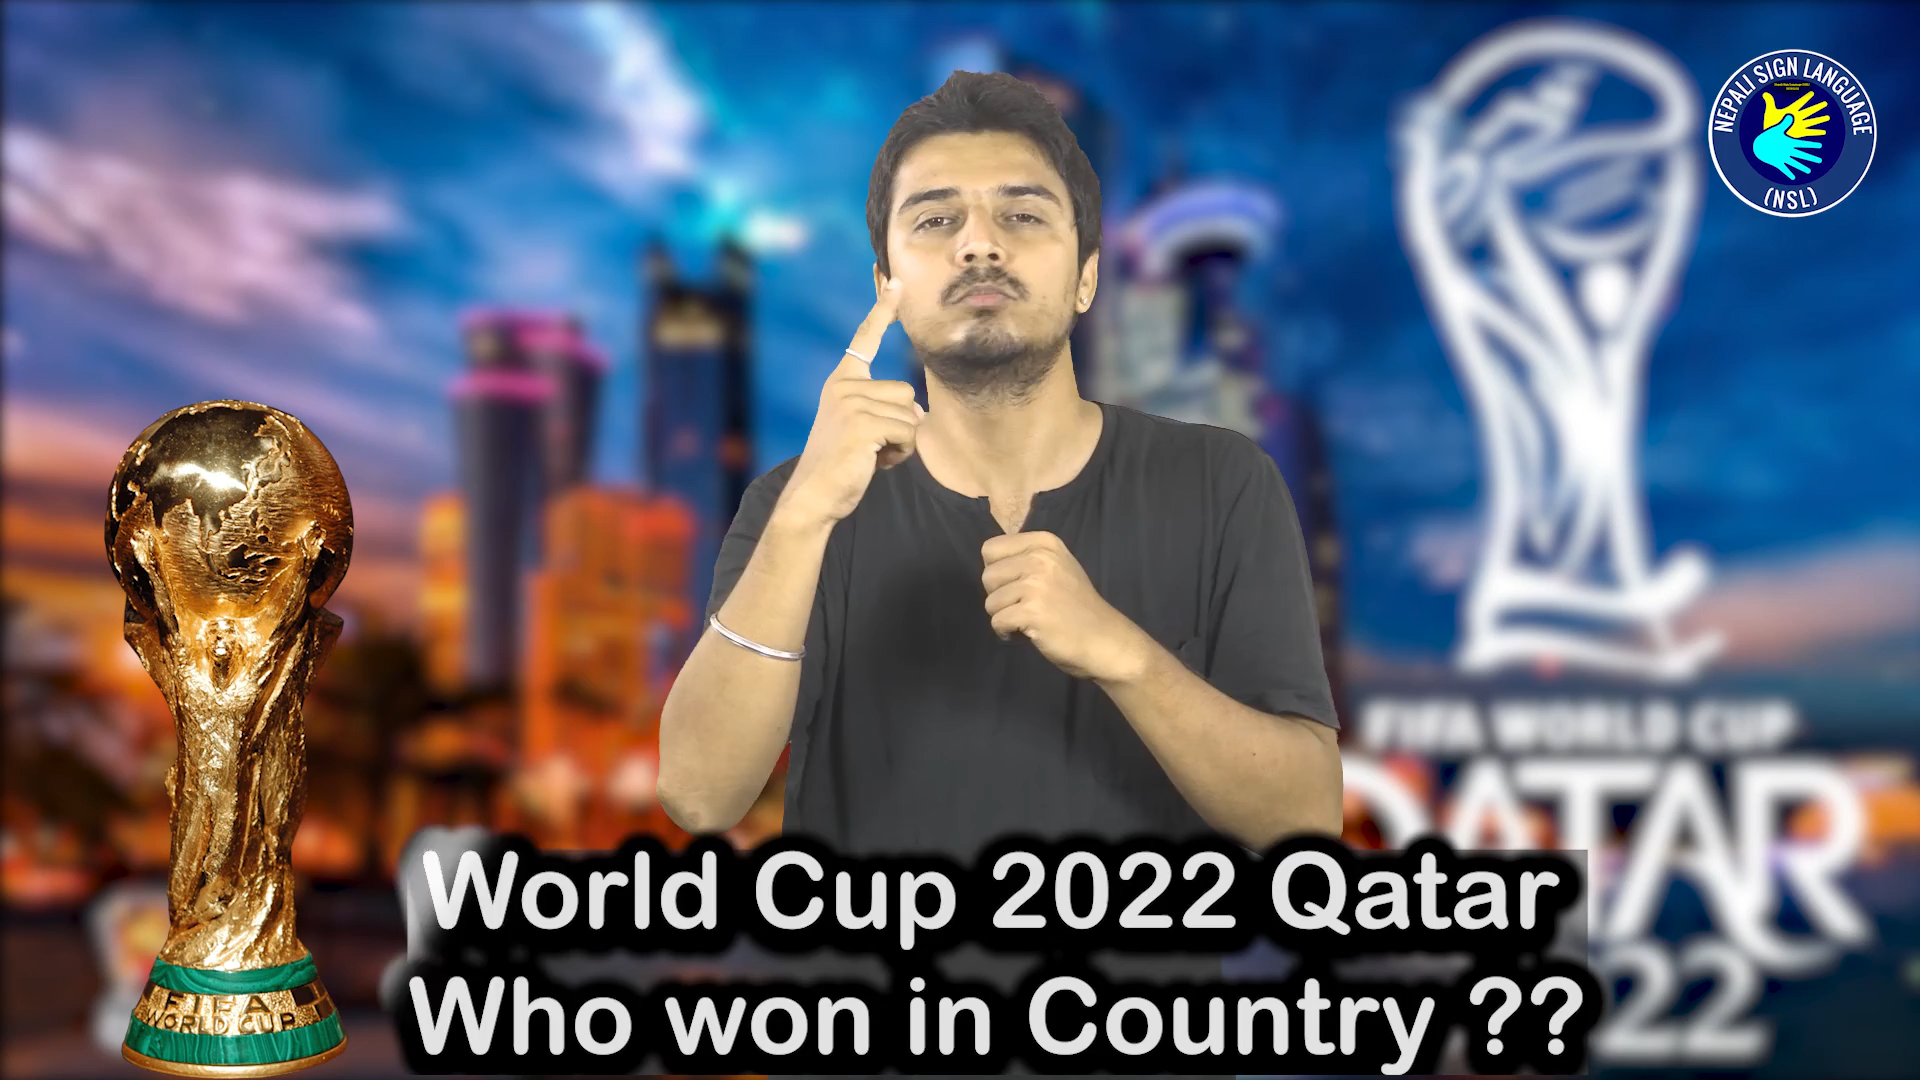 NEPALI SIGN LANGUAGE
(NSL)
FIFA WORLD CUP
QATAR
2022
FIFA
WORLD CUP
World Cup 2022 Qatar
Who won in Country ??